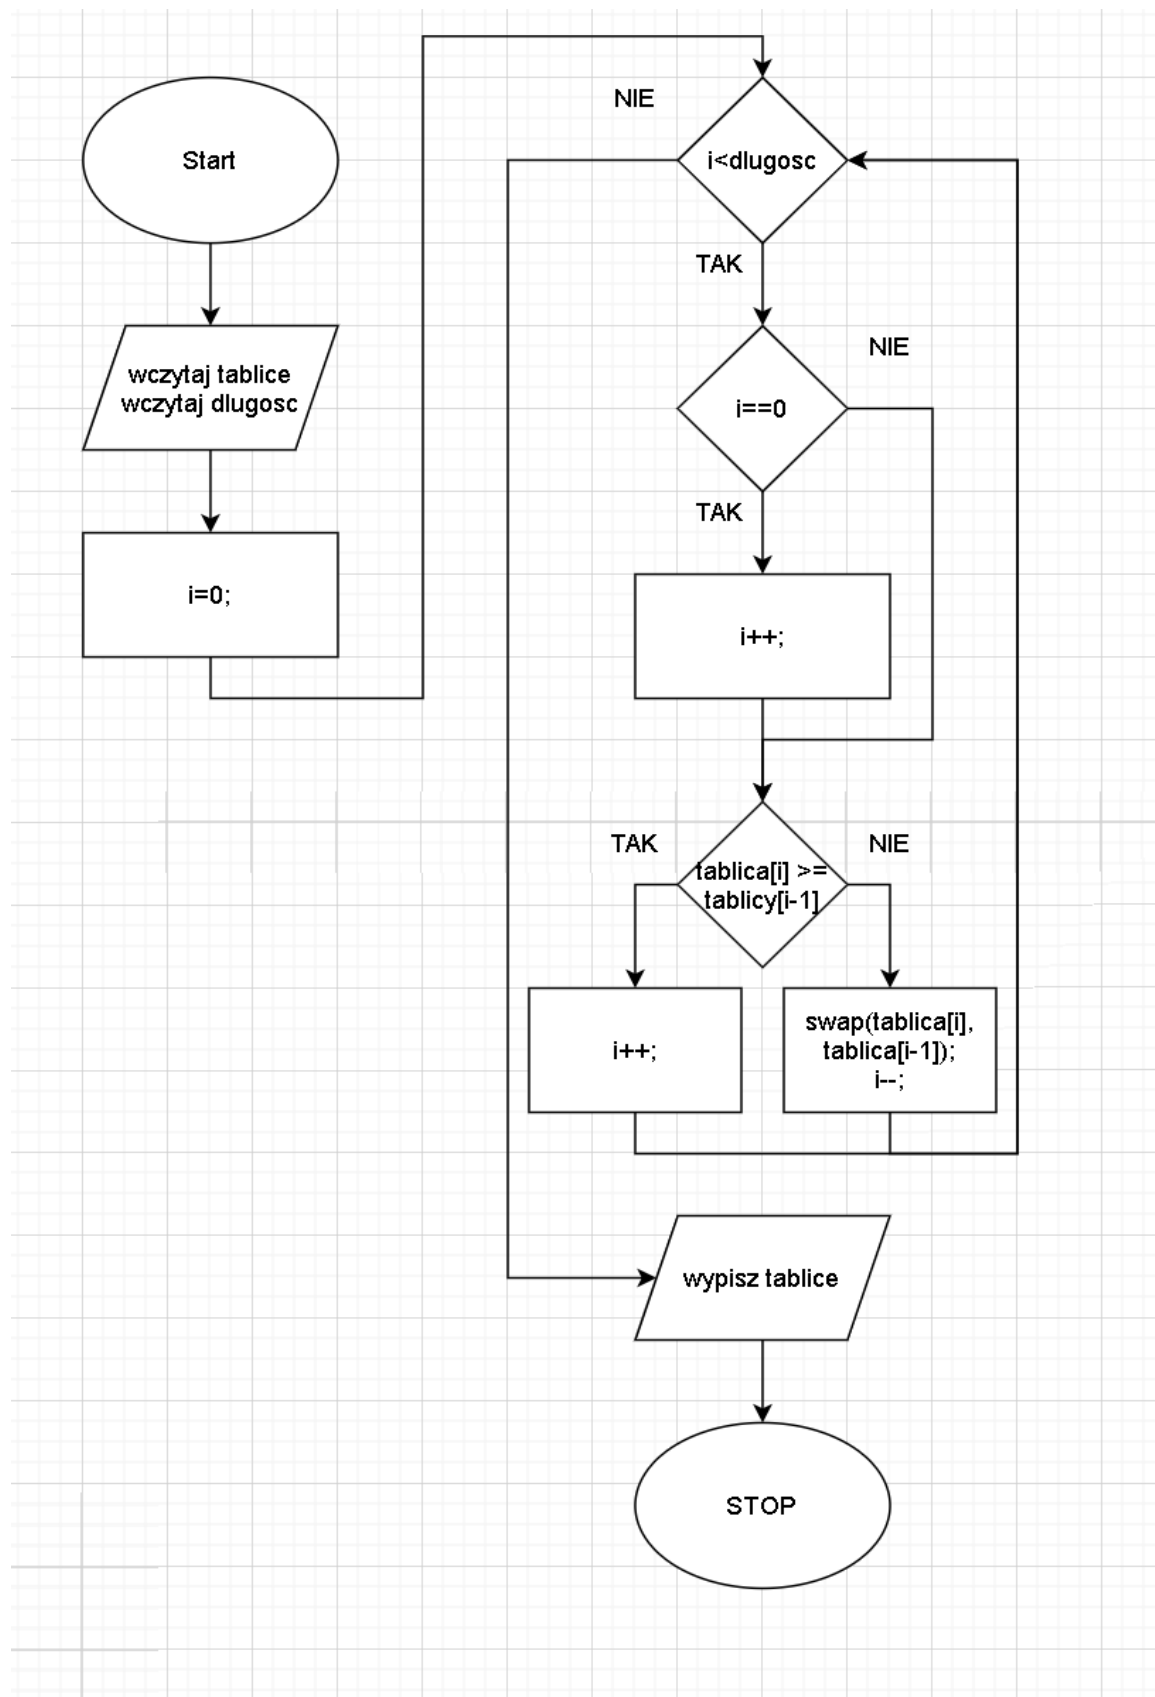 Start
wczytaj tablice
wczytaj dlugosc
i=0;
NIE
i<dlugosc
TAK
NIE
i==0
TAK
i++;
TAK
NIE
tablica[i] >=
tablicy[i-1]
i++;
swap(tablica[i],
tablica[i-1]);
i--;
wypisz tablice
STOP